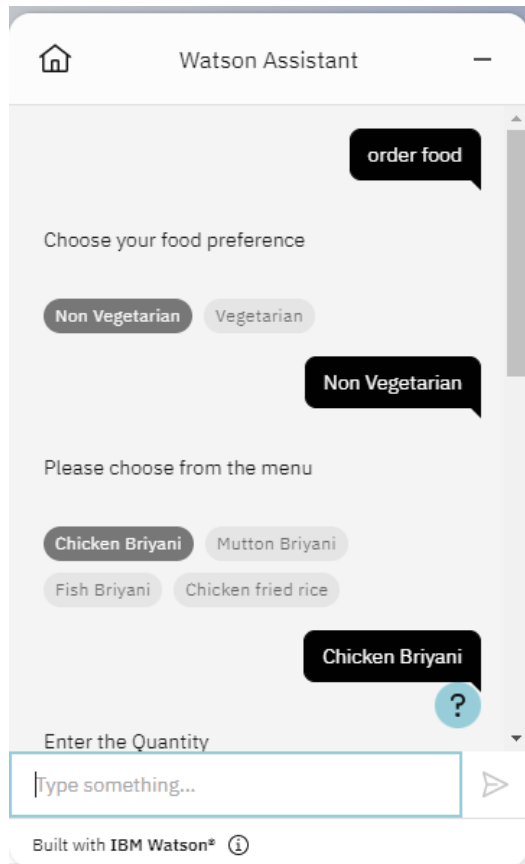 Watson Assistant
order food
Choose your food preference
Non Vegetarian Vegetarian
Non Vegetarian
Please choose from the menu
Chicken Briyani Mutton Briyani
Fish Briyani Chicken fried rice
Chicken Briyani
?
Enter the Quantity
Type something...
Built with IBM Watson®